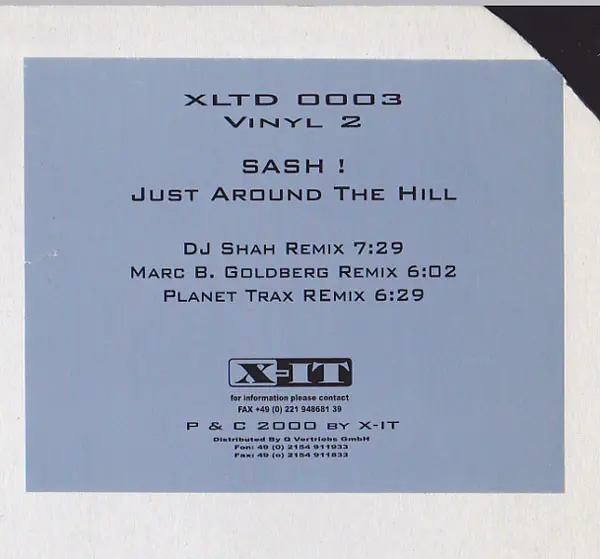 XLTD 0003
Vinyl 2
SASH !
Just Around The Hill
DJ Shah Remix 7:29
Marc B. Goldberg Remix 6:02
Planet Trax REmix 6:29
X-IT
for information please contact
FAX +49 (0) 221 948681 39
P & C 2000 by X-IT
Distributed By Q Vertriebs GmbH
Fon: 49 (0) 2154 911933
Fax: 49 (o) 2154 911833